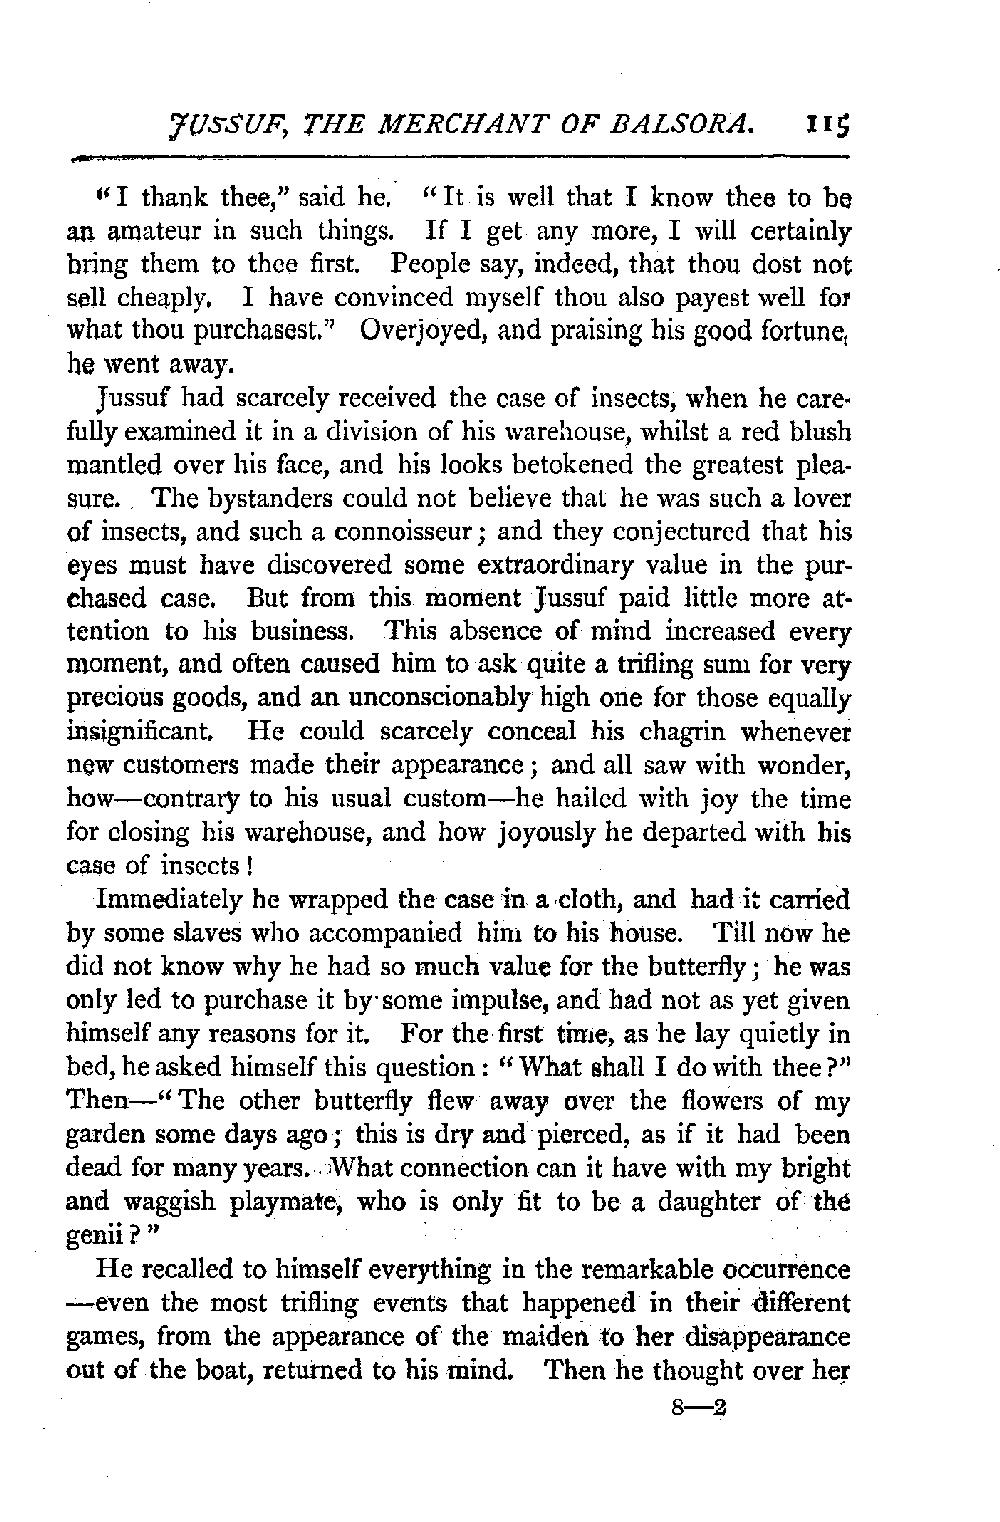 JUSSUF, THE MERCHANT OF BALSORA. 115
"I thank thee," said he. "It is well that I know thee to be
an amateur in such things. If I get any more, I will certainly
bring them to thee first. People say, indeed, that thou dost not
sell cheaply. I have convinced myself thou also payest well for
what thou purchasest." Overjoyed, and praising his good fortune,
he went away.
Jussuf had scarcely received the case of insects, when he care-
fully examined it in a division of his warehouse, whilst a red blush
mantled over his face, and his looks betokened the greatest plea-
sure. The bystanders could not believe that he was such a lover
of insects, and such a connoisseur; and they conjectured that his
eyes must have discovered some extraordinary value in the pur-
chased case. But from this moment Jussuf paid little more at-
tention to his business. This absence of mind increased every
moment, and often caused him to ask quite a trifling sum for very
precious goods, and an unconscionably high one for those equally
insignificant. He could scarcely conceal his chagrin whenever
new customers made their appearance; and all saw with wonder,
how—contrary to his usual custom—he hailed with joy the time
for closing his warehouse, and how joyously he departed with his
case of insects!
Immediately he wrapped the case in a cloth, and had it carried
by some slaves who accompanied him to his house. Till now he
did not know why he had so much value for the butterfly; he was
only led to purchase it by some impulse, and had not as yet given
himself any reasons for it. For the first time, as he lay quietly in
bed, he asked himself this question: "What shall I do with thee?"
Then—"The other butterfly flew away over the flowers of my
garden some days ago; this is dry and pierced, as if it had been
dead for many years. What connection can it have with my bright
and waggish playmate, who is only fit to be a daughter of the
genii?"
He recalled to himself everything in the remarkable occurrence
—even the most trifling events that happened in their different
games, from the appearance of the maiden to her disappearance
out of the boat, returned to his mind. Then he thought over her
8—2